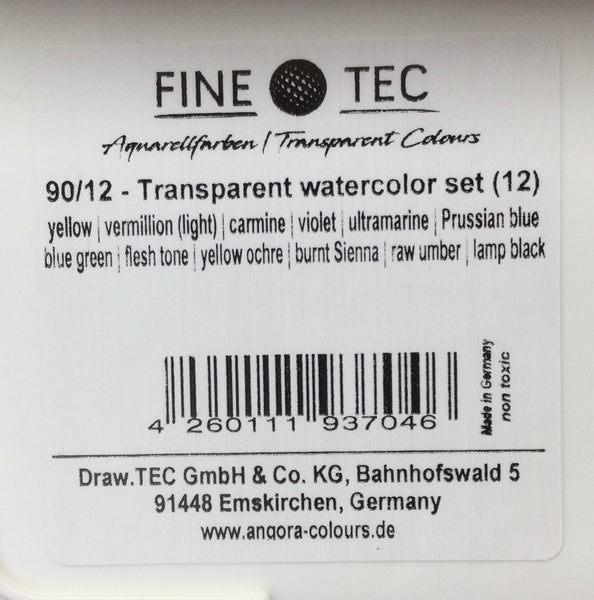 FINE TEC
Aquarellfarben / Transparent Colours
90/12 - Transparent watercolor set (12)
yellow | vermillion (light) | carmine | violet | ultramarine | Prussian blue
blue green | flesh tone | yellow ochre | burnt Sienna | raw umber | lamp black
4 260111 937046
Made in Germany
non toxic
Draw.TEC GmbH & Co. KG, Bahnhofswald 5
91448 Emskirchen, Germany
www.angora-colours.de